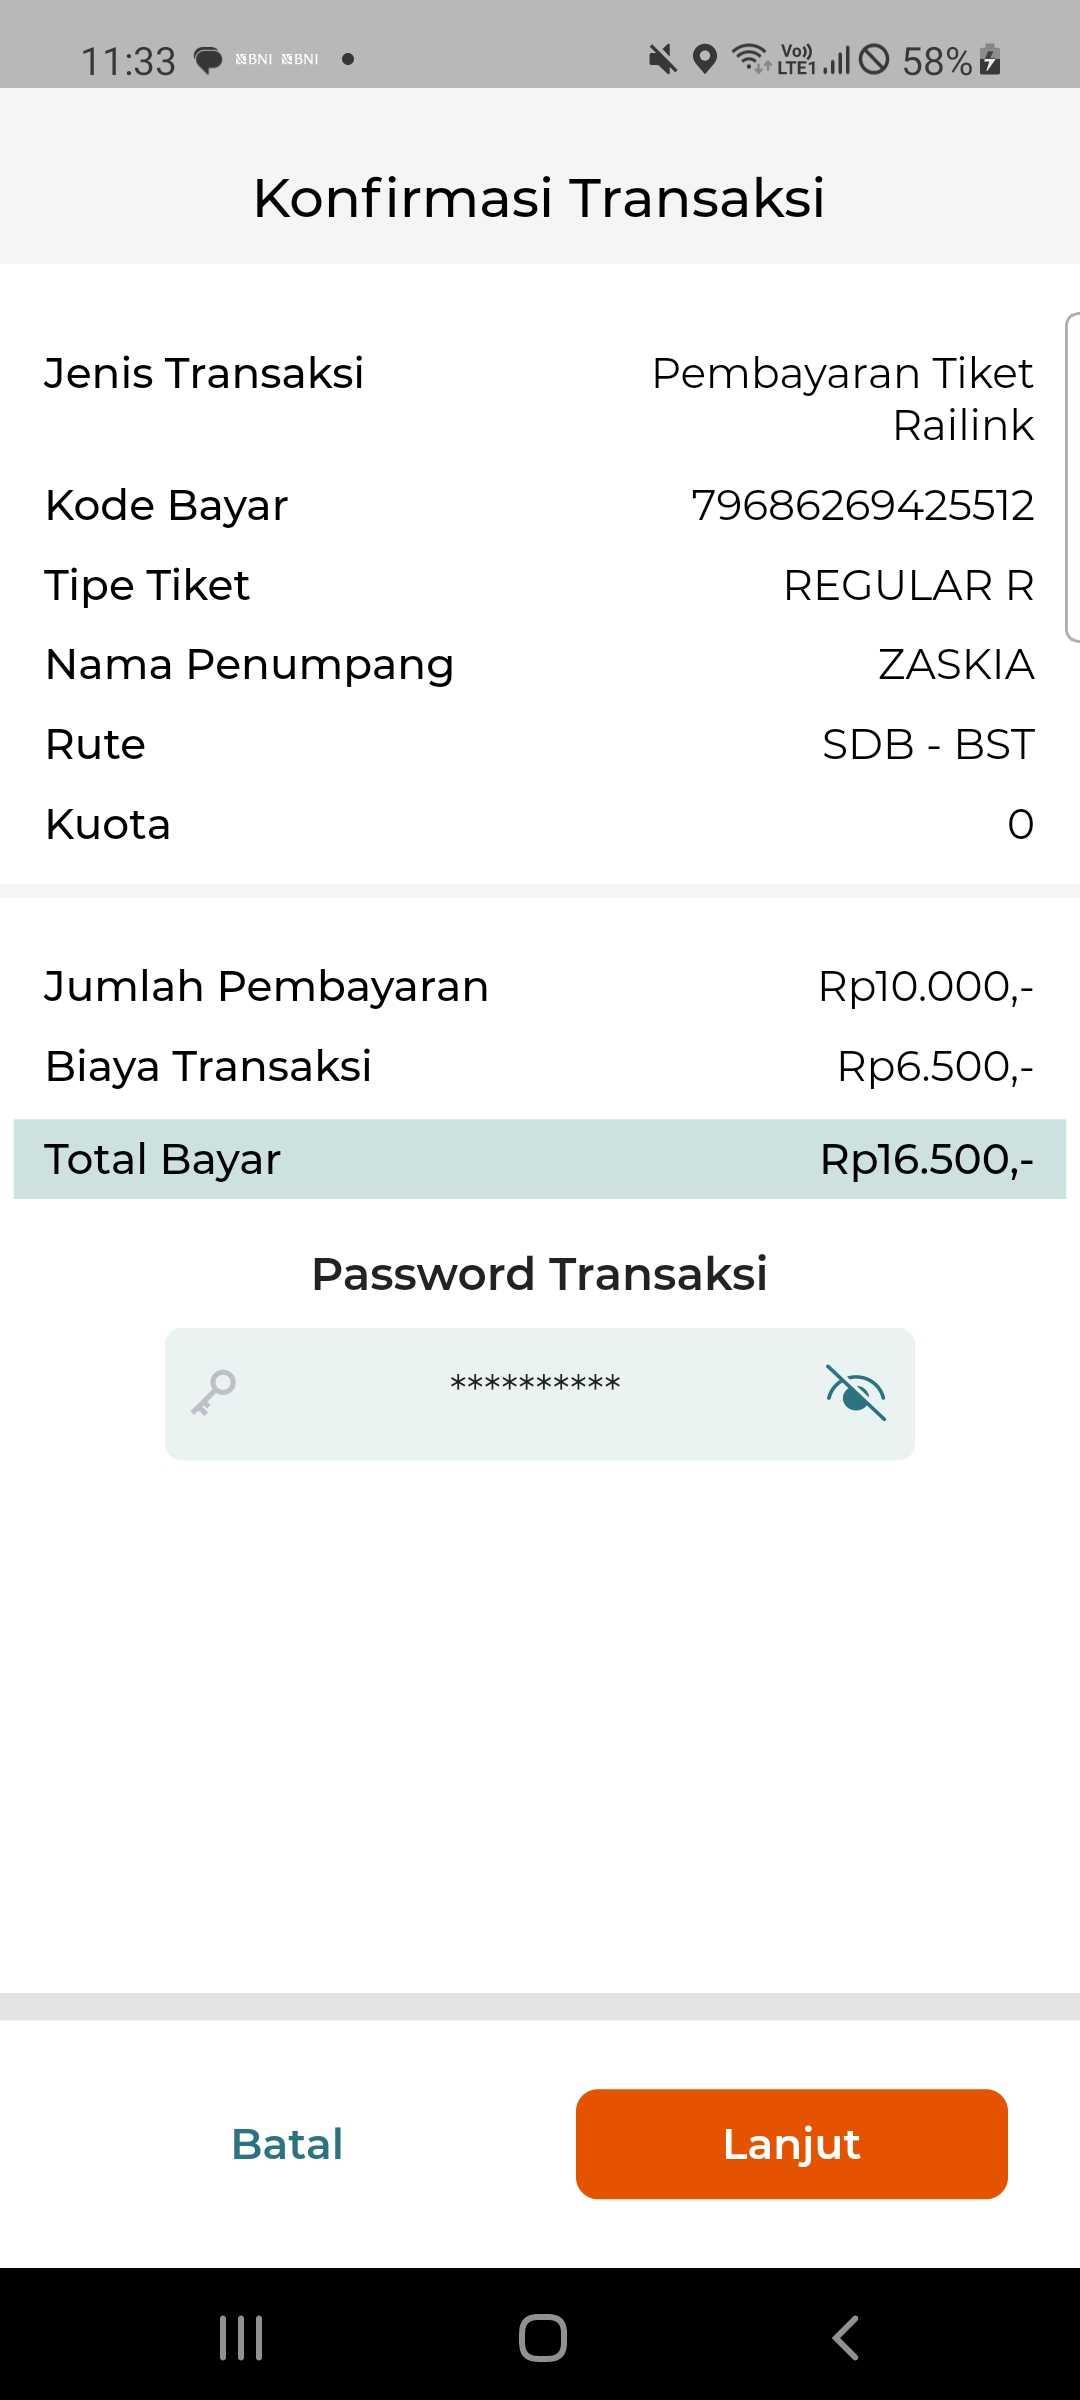 11:33 BNI BNI Vo)) LTE1 58%
Konfirmasi Transaksi
Jenis Transaksi Pembayaran Tiket
Railink
Kode Bayar 79686269425512
Tipe Tiket REGULAR R
Nama Penumpang ZASKIA
Rute SDB - BST
Kuota 0
Jumlah Pembayaran Rp10.000,-
Biaya Transaksi Rp6.500,-
Total Bayar Rp16.500,-
Password Transaksi
**********
Batal Lanjut